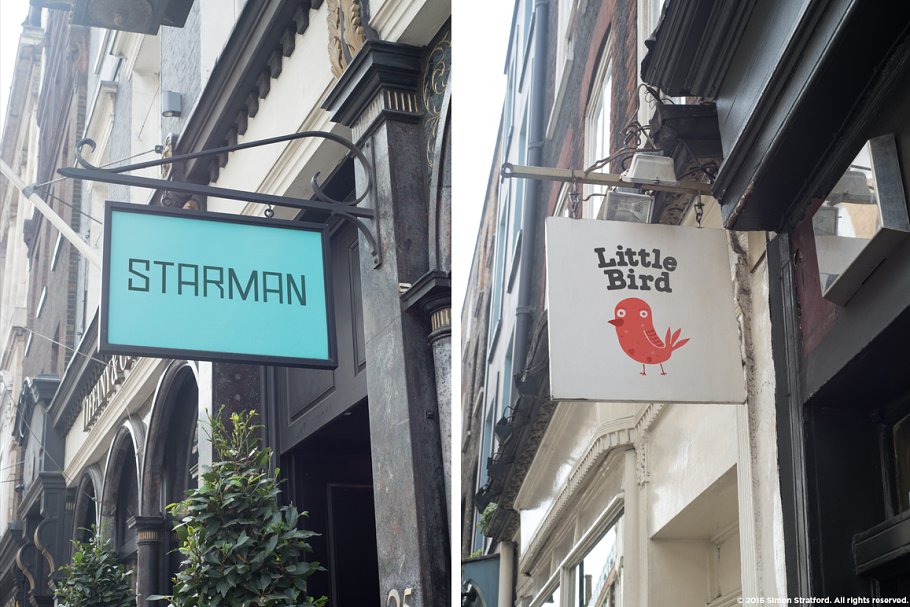 STARMAN
Little
Bird
© 2016 Simon Stratford. All rights reserved.